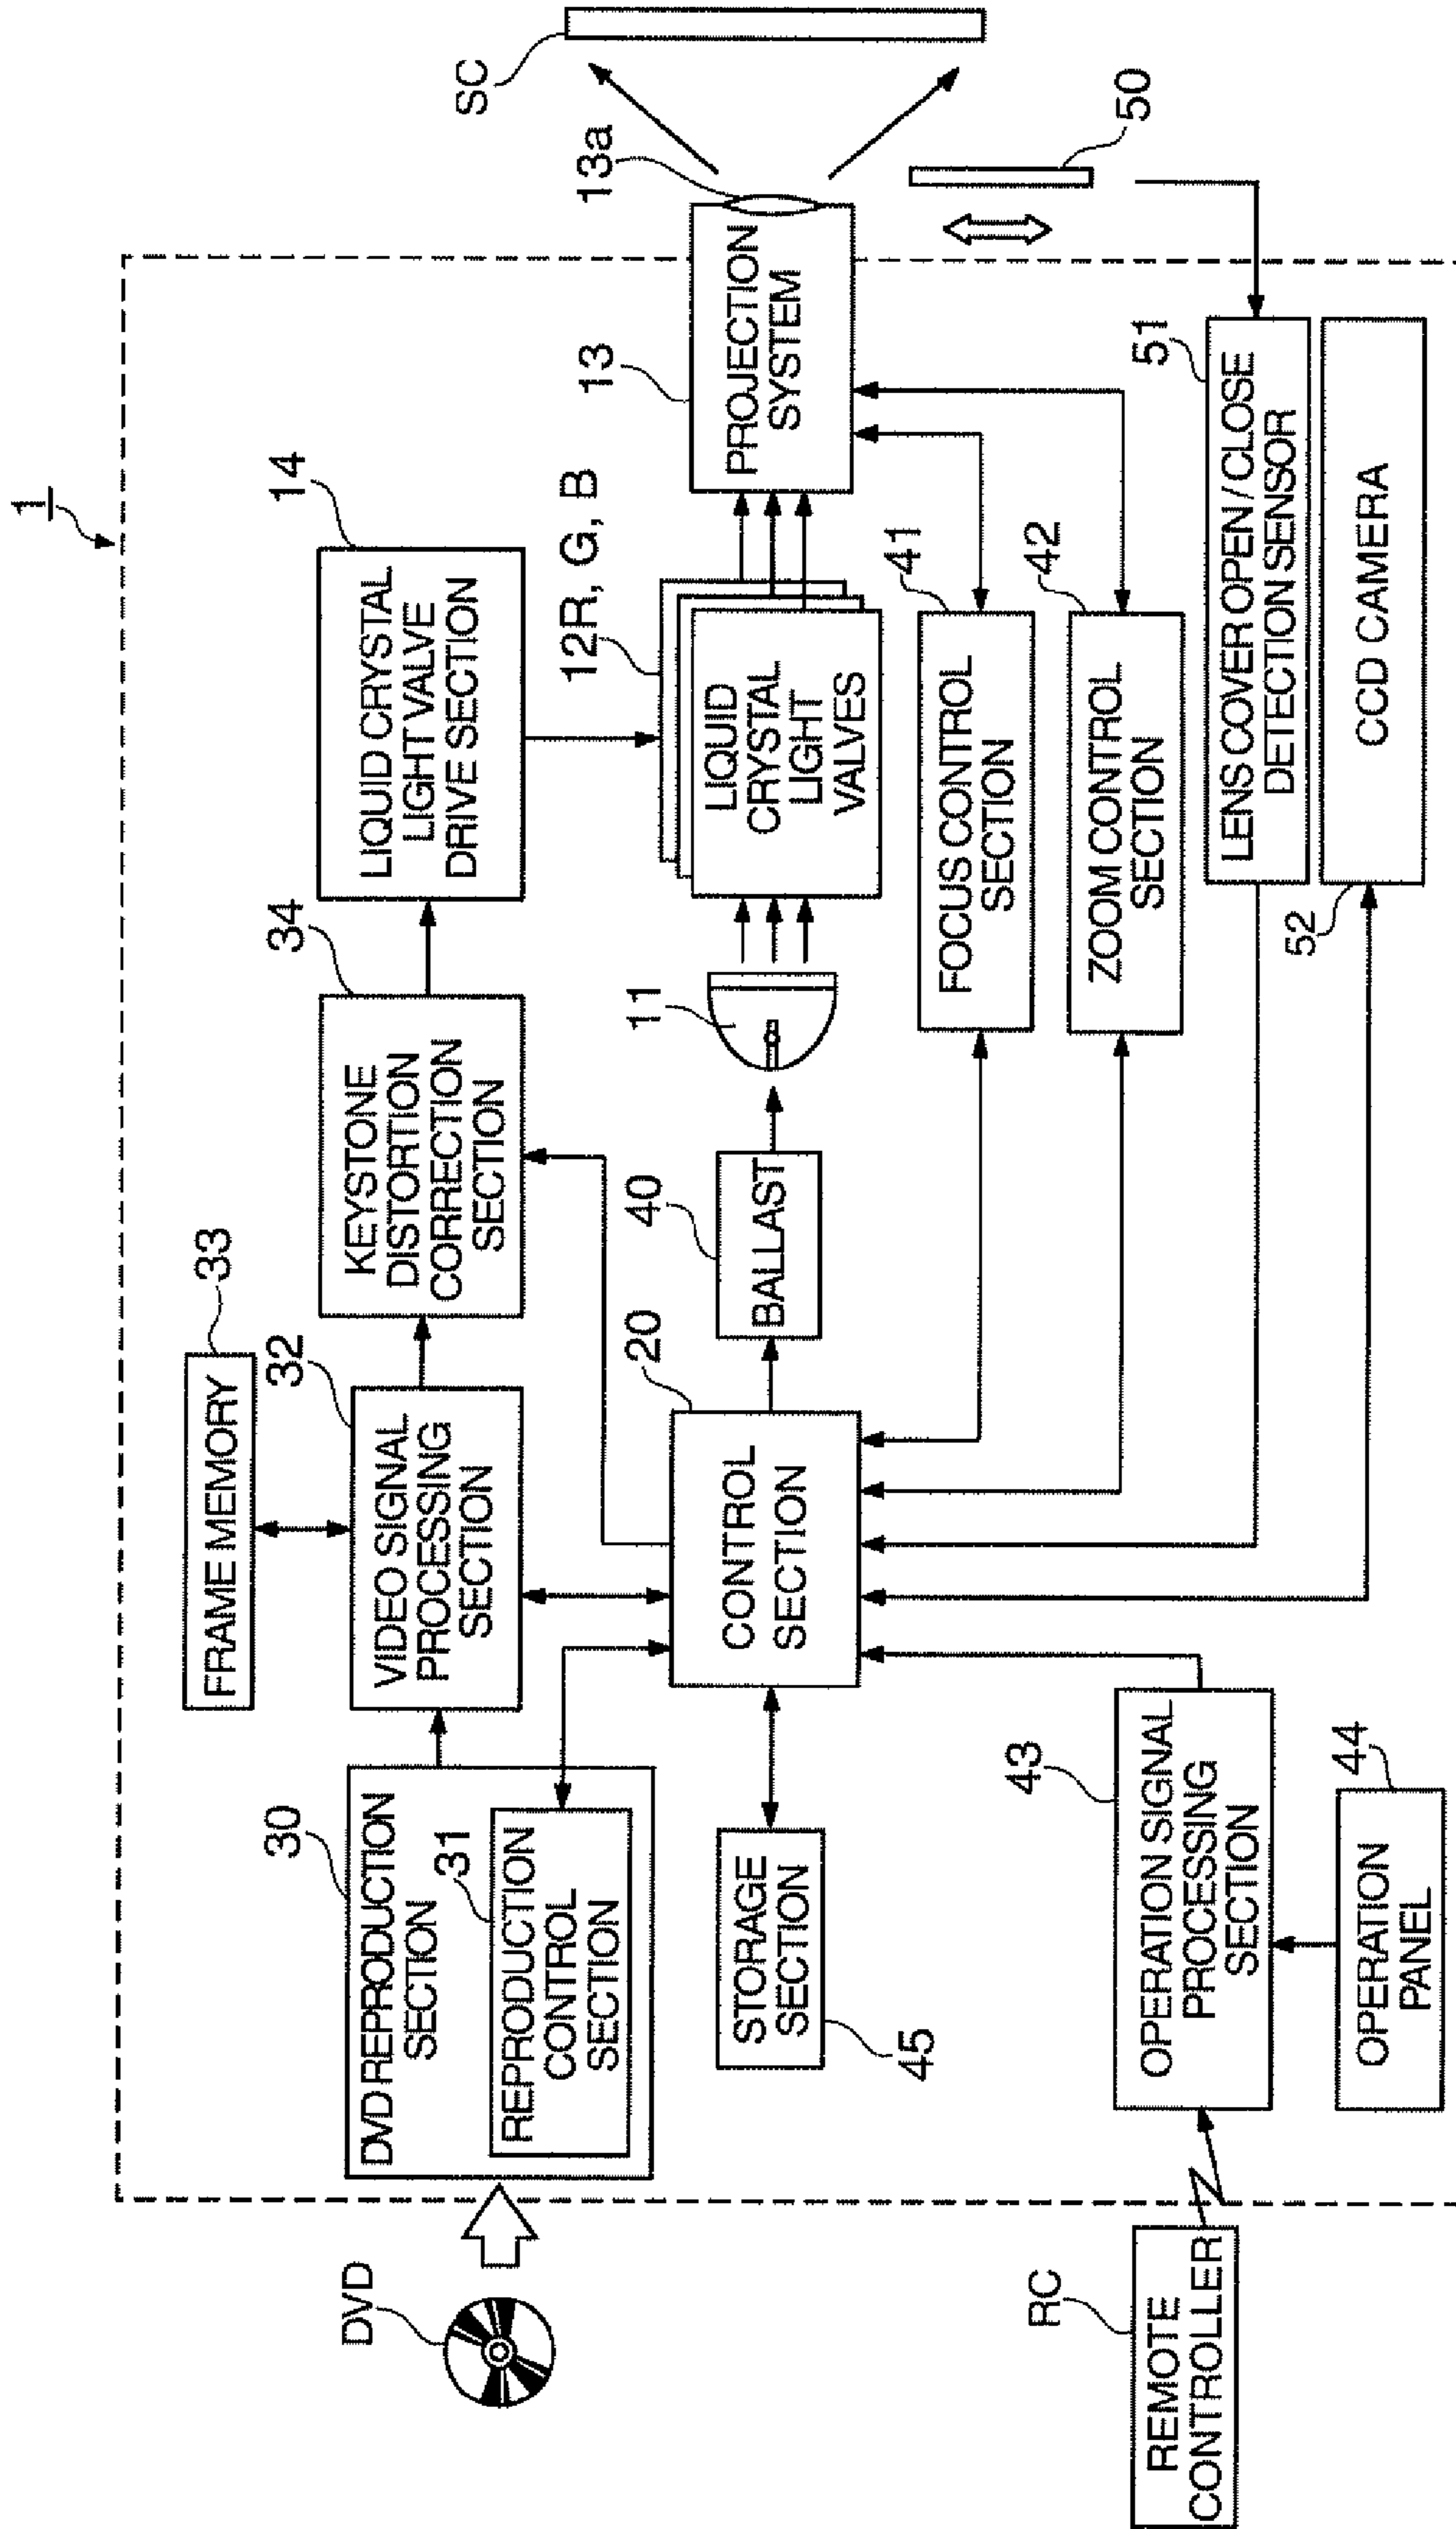 1
FRAME MEMORY
33
DVD
30
DVD REPRODUCTION
SECTION
31
REPRODUCTION
CONTROL
SECTION
32
VIDEO SIGNAL
PROCESSING
SECTION
34
KEYSTONE
DISTORTION
CORRECTION
SECTION
14
LIQUID CRYSTAL
LIGHT VALVE
DRIVE SECTION
SC
STORAGE
SECTION
45
20
CONTROL
SECTION
40
BALLAST
11
12R, G, B
LIQUID
CRYSTAL
LIGHT
VALVES
13
PROJECTION
SYSTEM
13a
50
41
FOCUS CONTROL
SECTION
42
ZOOM CONTROL
SECTION
51
LENS COVER OPEN / CLOSE
DETECTION SENSOR
52
CCD CAMERA
RC
REMOTE
CONTROLLER
43
OPERATION SIGNAL
PROCESSING
SECTION
44
OPERATION
PANEL